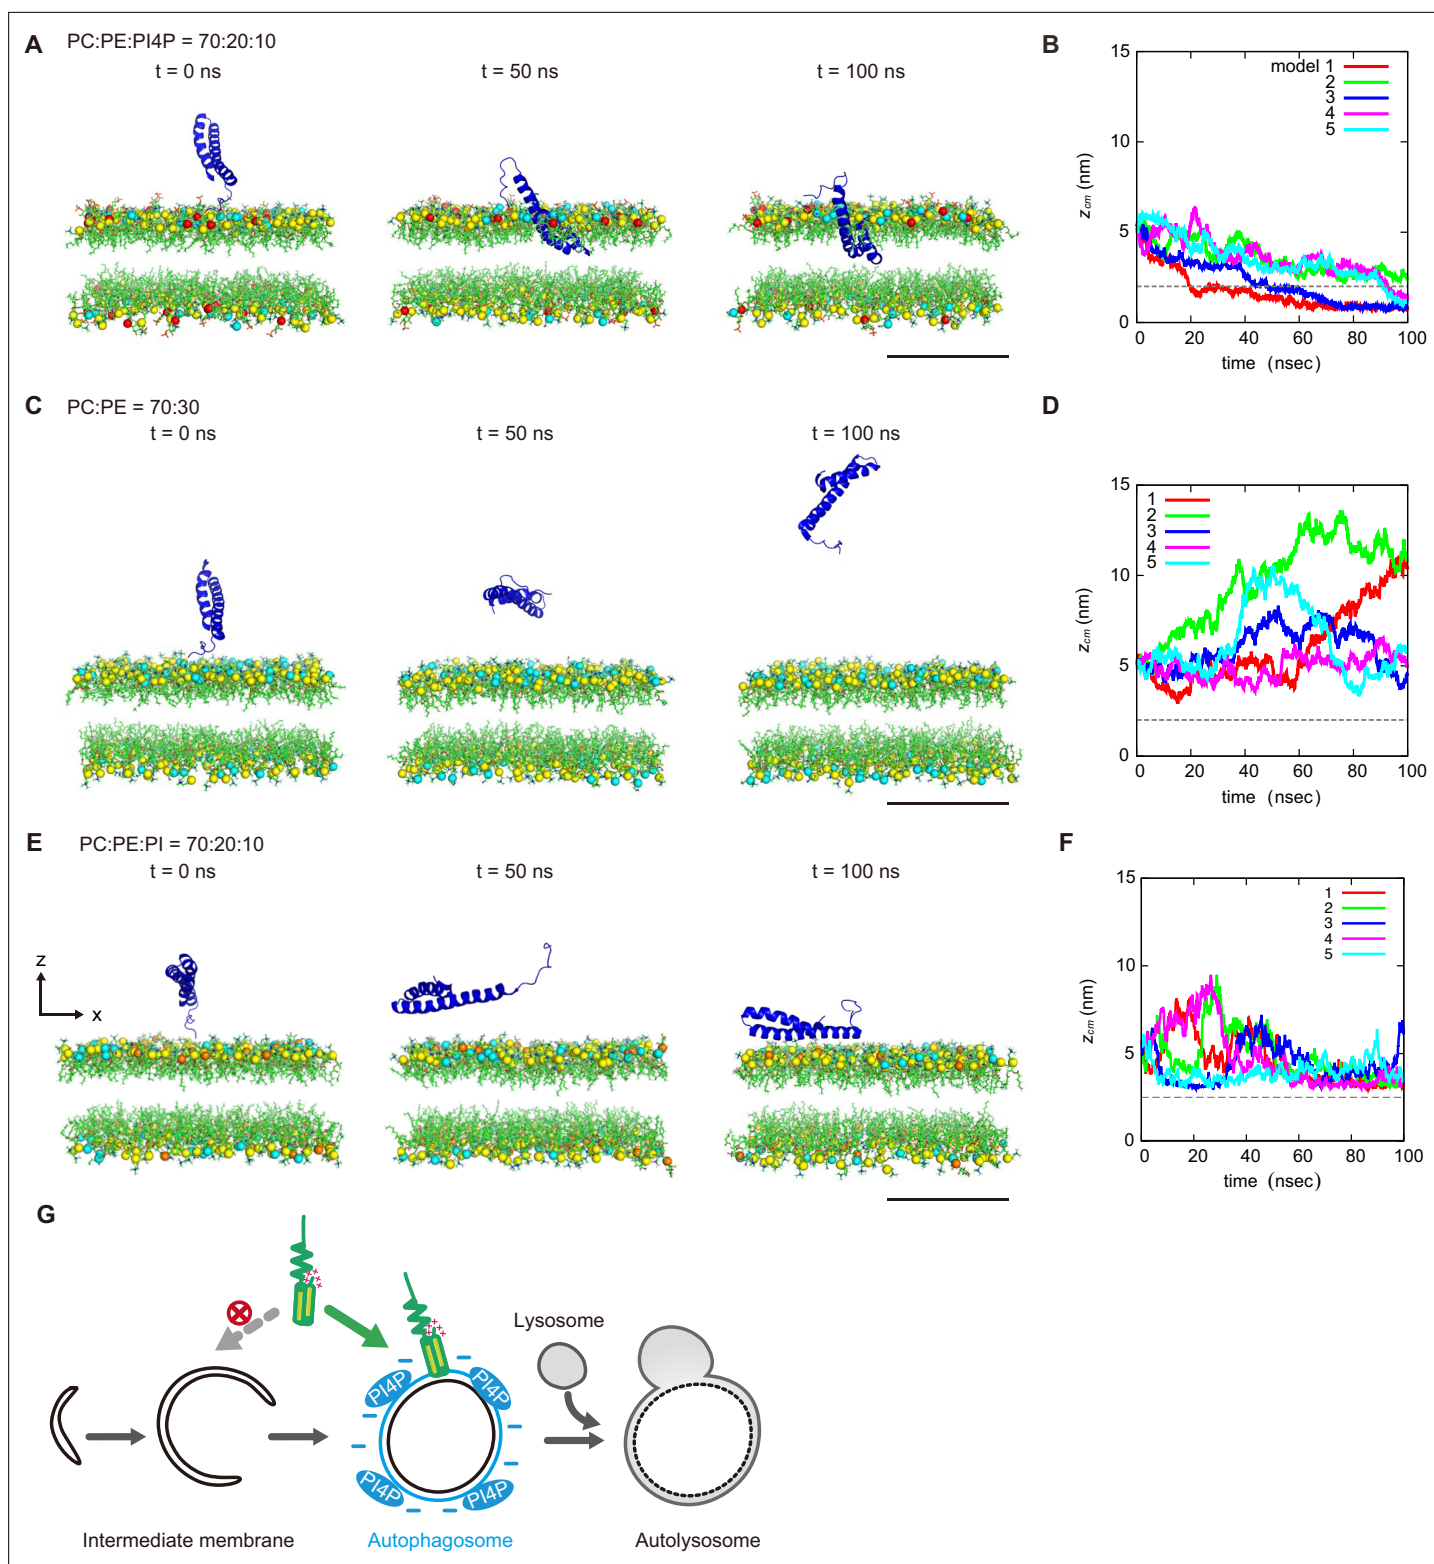 A PC:PE:PI4P = 70:20:10
t = 0 ns t = 50 ns t = 100 ns
B
15
10
5
0
zcm (nm)
model 1
2
3
4
5
0 20 40 60 80 100
time (nsec)
C PC:PE = 70:30
t = 0 ns t = 50 ns t = 100 ns
D
15
10
5
0
zcm (nm)
1
2
3
4
5
0 20 40 60 80 100
time (nsec)
E PC:PE:PI = 70:20:10
t = 0 ns t = 50 ns t = 100 ns
z
x
F
15
10
5
0
zcm (nm)
1
2
3
4
5
0 20 40 60 80 100
time (nsec)
G
Lysosome
PI4P PI4P
PI4P PI4P
Intermediate membrane Autophagosome Autolysosome